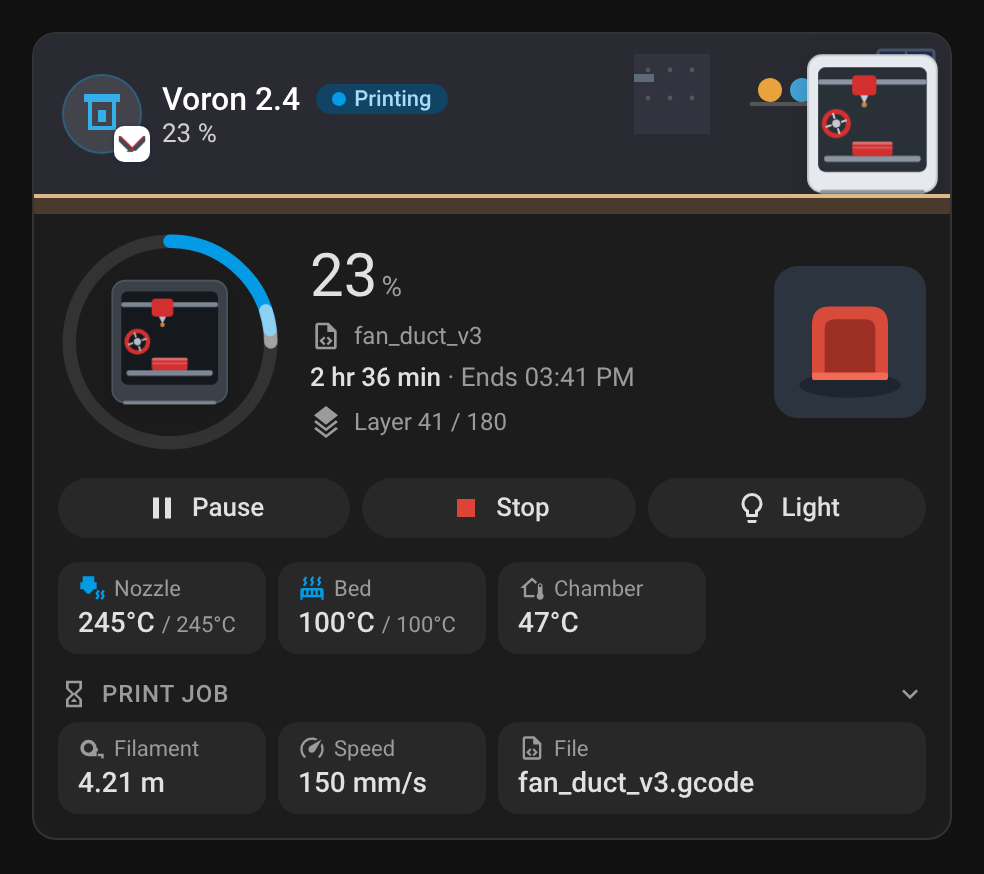 Voron 2.4
Printing
23 %
23 %
fan_duct_v3
2 hr 36 min · Ends 03:41 PM
Layer 41 / 180
Pause
Stop
Light
Nozzle
245°C / 245°C
Bed
100°C / 100°C
Chamber
47°C
PRINT JOB
Filament
4.21 m
Speed
150 mm/s
File
fan_duct_v3.gcode